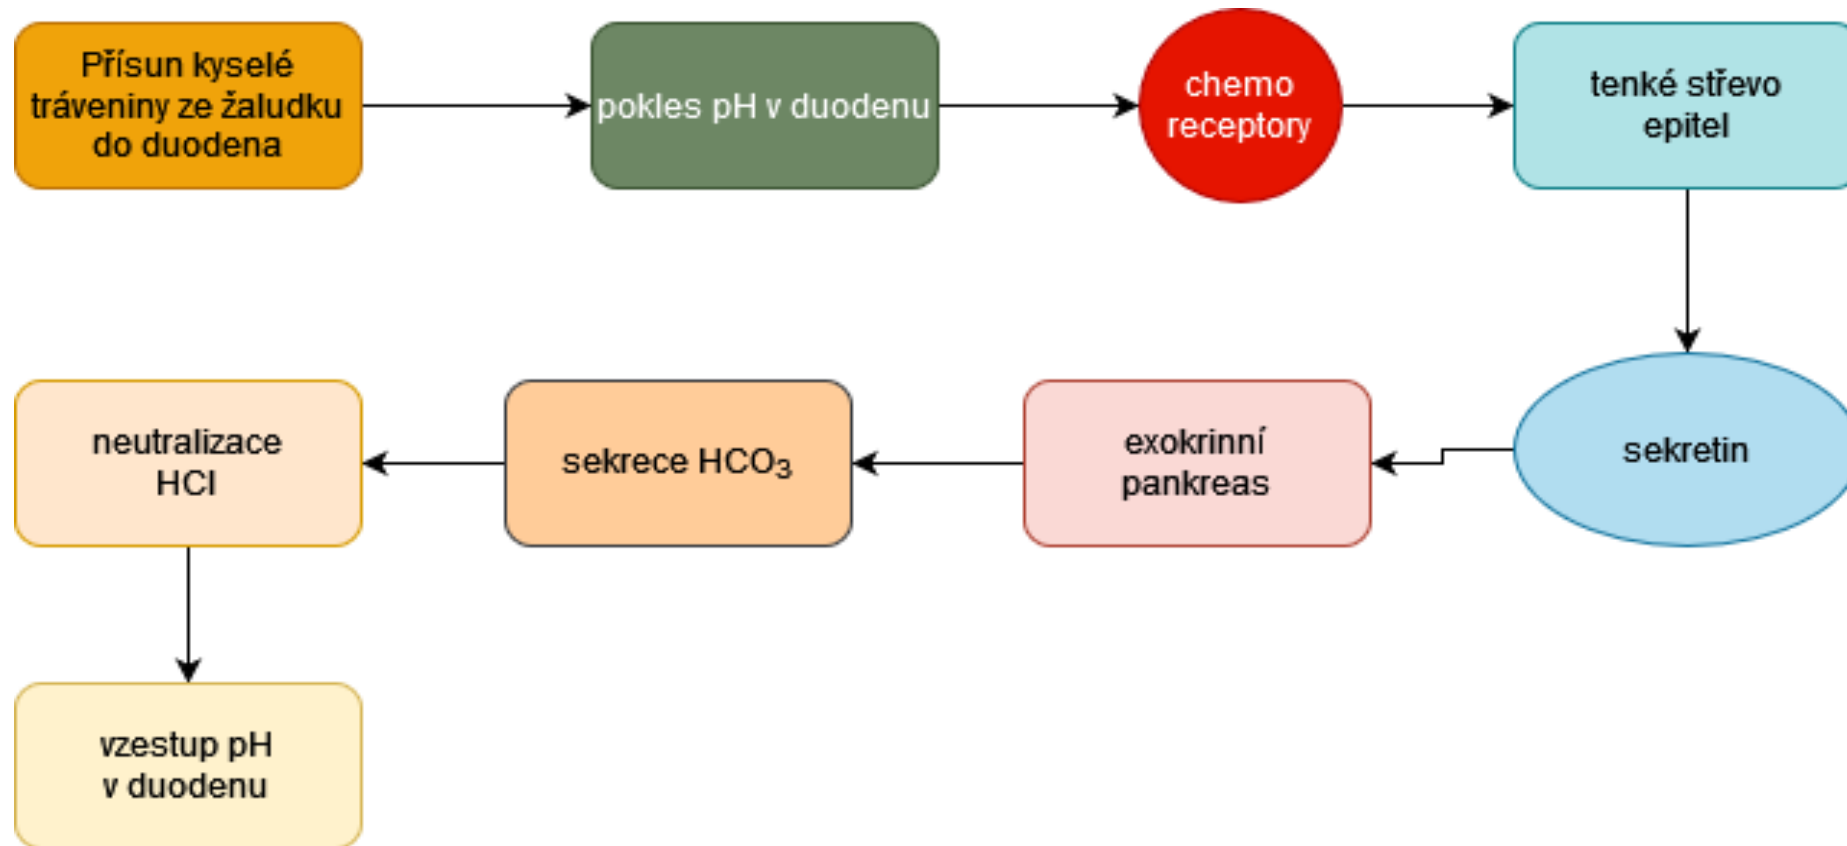 Přísun kyselé
tráveniny ze žaludku
do duodena
pokles pH v duodenu
chemo
receptory
tenké střevo
epitel
sekretin
exokrinní
pankreas
sekrece HCO₃
neutralizace
HCl
vzestup pH
v duodenu